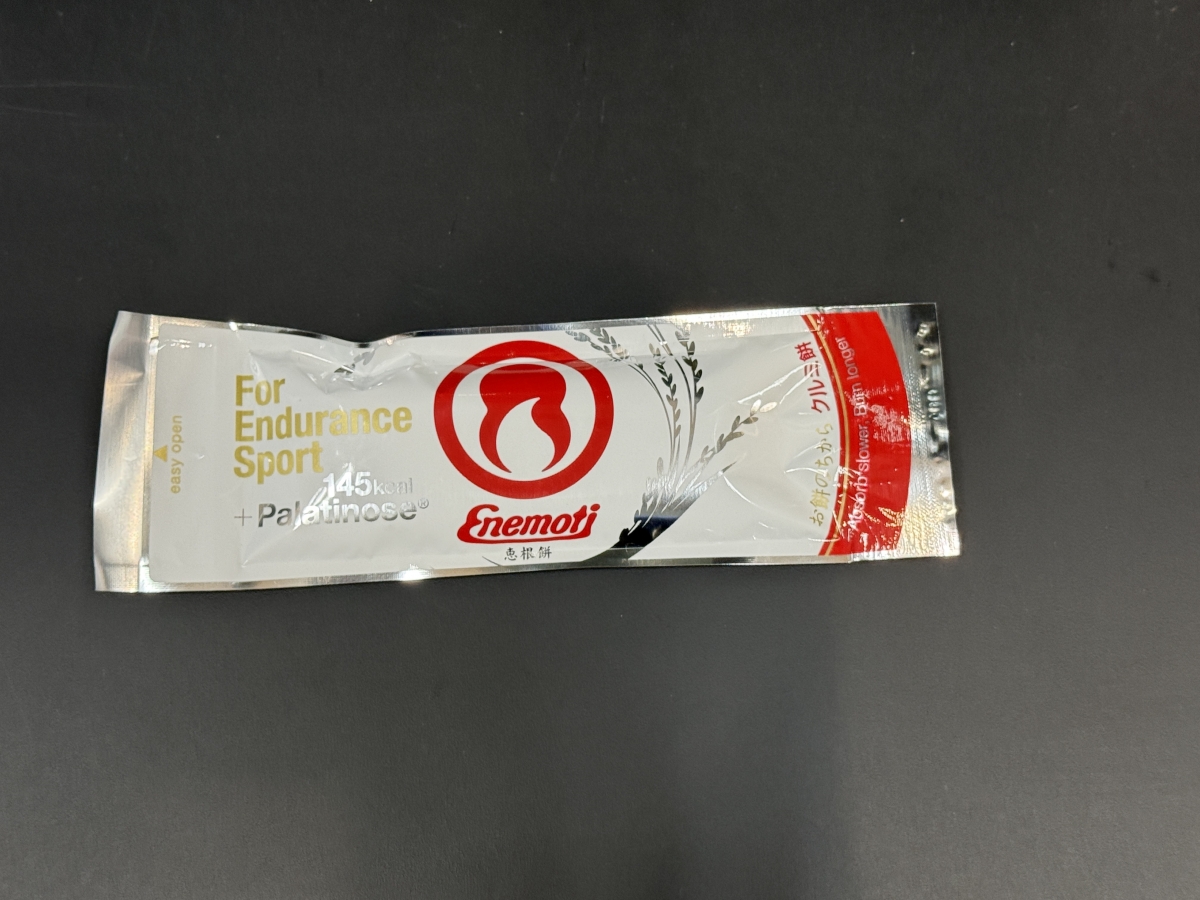 easy open
For
Endurance
Sport
145kcal
+Palatinose®
Enemoti
恵根餅
お餅のちから クルミ餅
Absorb slower, Burn longer